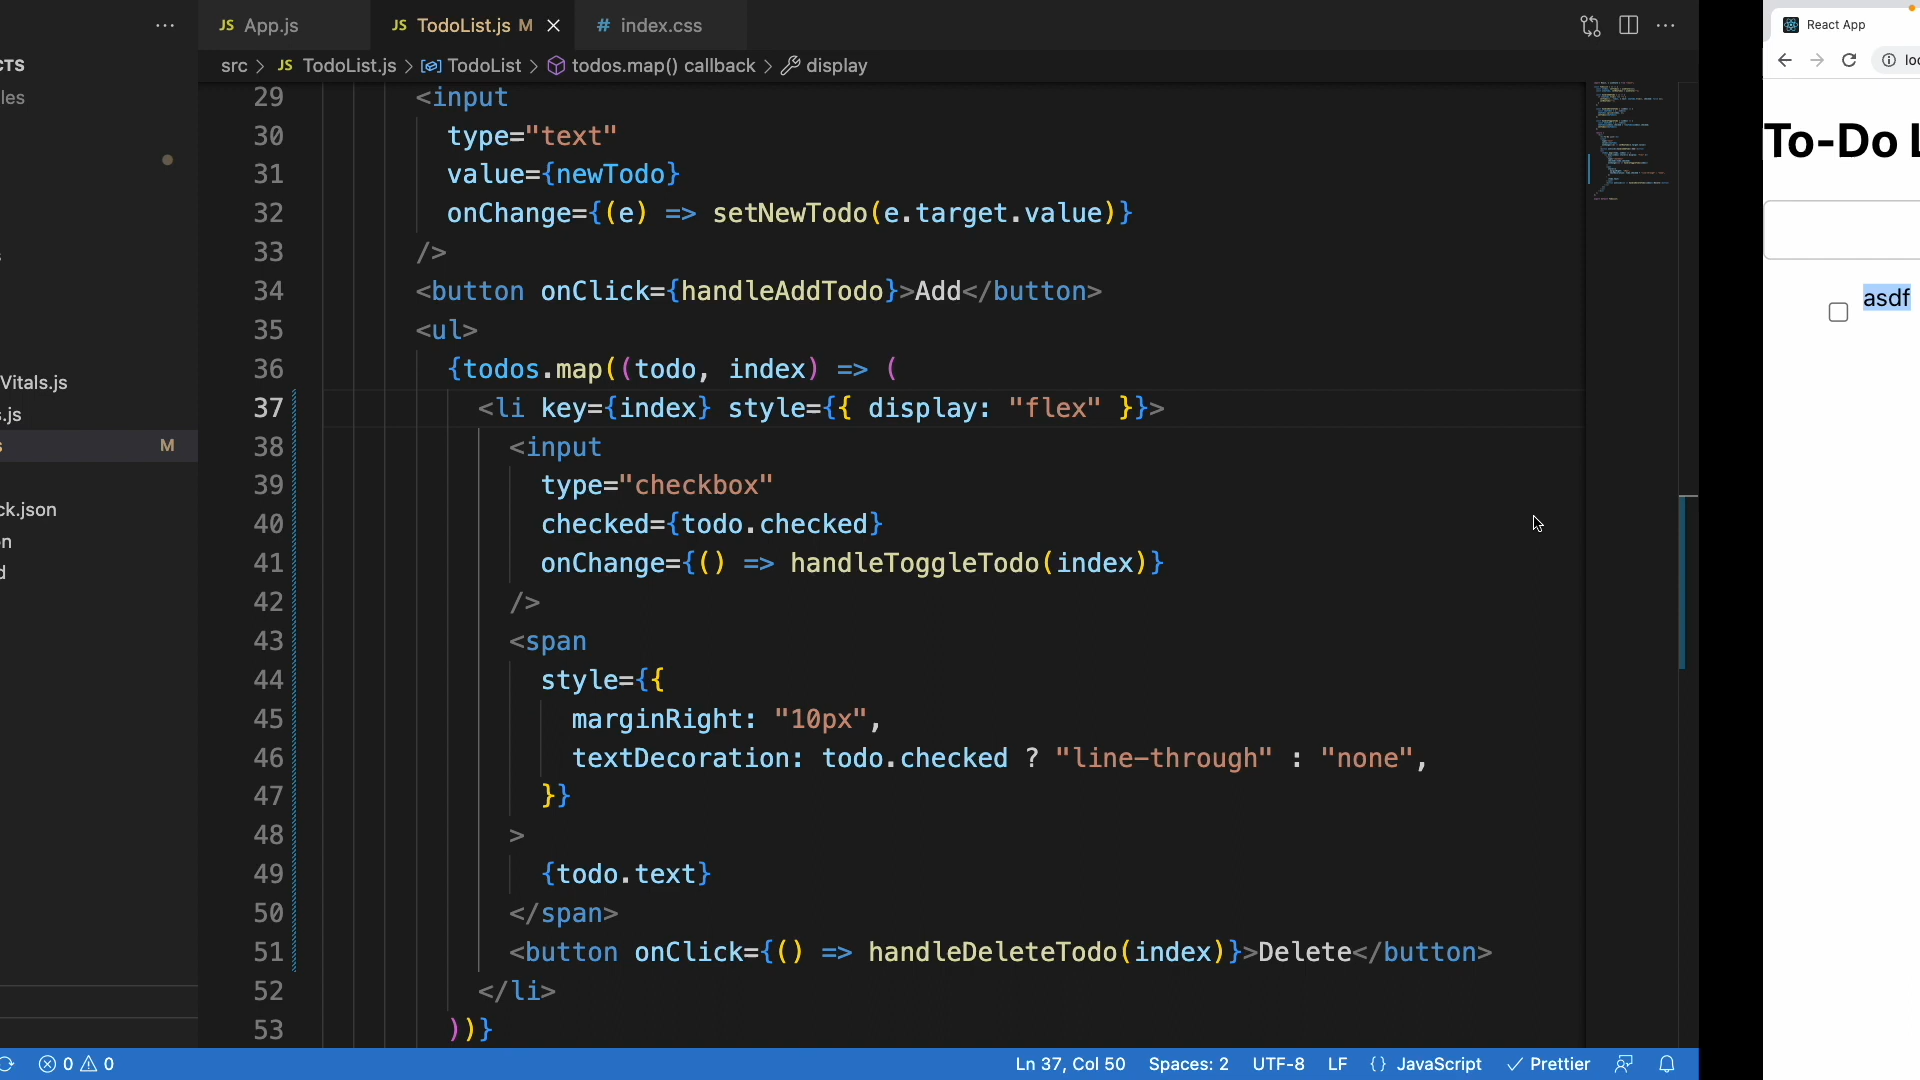 CTS
les
Vitals.js
.js
M
ck.json
JS App.js
JS TodoList.js M
# index.css
src > JS TodoList.js > TodoList > todos.map() callback > display
29 <input
30 type="text"
31 value={newTodo}
32 onChange={(e) => setNewTodo(e.target.value)}
33 />
34 <button onClick={handleAddTodo}>Add</button>
35 <ul>
36 {todos.map((todo, index) => (
37 <li key={index} style={{ display: "flex" }}>
38 <input
39 type="checkbox"
40 checked={todo.checked}
41 onChange={() => handleToggleTodo(index)}
42 />
43 <span
44 style={{
45 marginRight: "10px",
46 textDecoration: todo.checked ? "line-through" : "none",
47 }}
48 >
49 {todo.text}
50 </span>
51 <button onClick={() => handleDeleteTodo(index)}>Delete</button>
52 </li>
53 ))}
0 0
Ln 37, Col 50 Spaces: 2 UTF-8 LF {} JavaScript Prettier
React App
loc
To-Do L
asdf